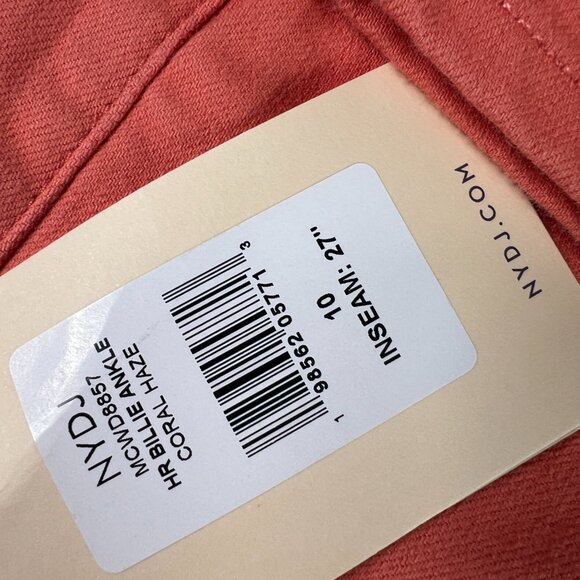 NYDJ
MCWD8857
HR BILLIE ANKLE
CORAL HAZE
1 98562 05771 3
10
INSEAM: 27"
NYDJ.COM